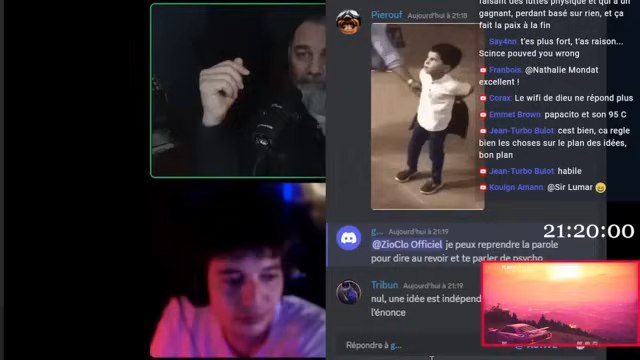 Pierouf Aujourd'hui à 21:18
g... Aujourd'hui à 21:19
@ZioClo Officiel je peux reprendre la parole
pour dire au revoir et te parler de psycho
Tribun Aujourd'hui à 21:19
nul, une idée est indépend
l'énonce
Répondre à g...
faisant des luttes physique et qui a un
gagnant, perdant basé sur rien, et ça
fait la paix à la fin
Say4nn t'es plus fort, t'as raison...
Scince pouved you wrong
Franbois: @Nathalie Mondat
excellent !
Corax: Le wifi de dieu ne répond plus
Emmet Brown: papacito et son 95 C
Jean-Turbo Bulot: cest bien, ca regle
bien les choses sur le plan des idées,
bon plan
Jean-Turbo Bulot: habile
Kouign Amann: @Sir Lumar
21:20:00